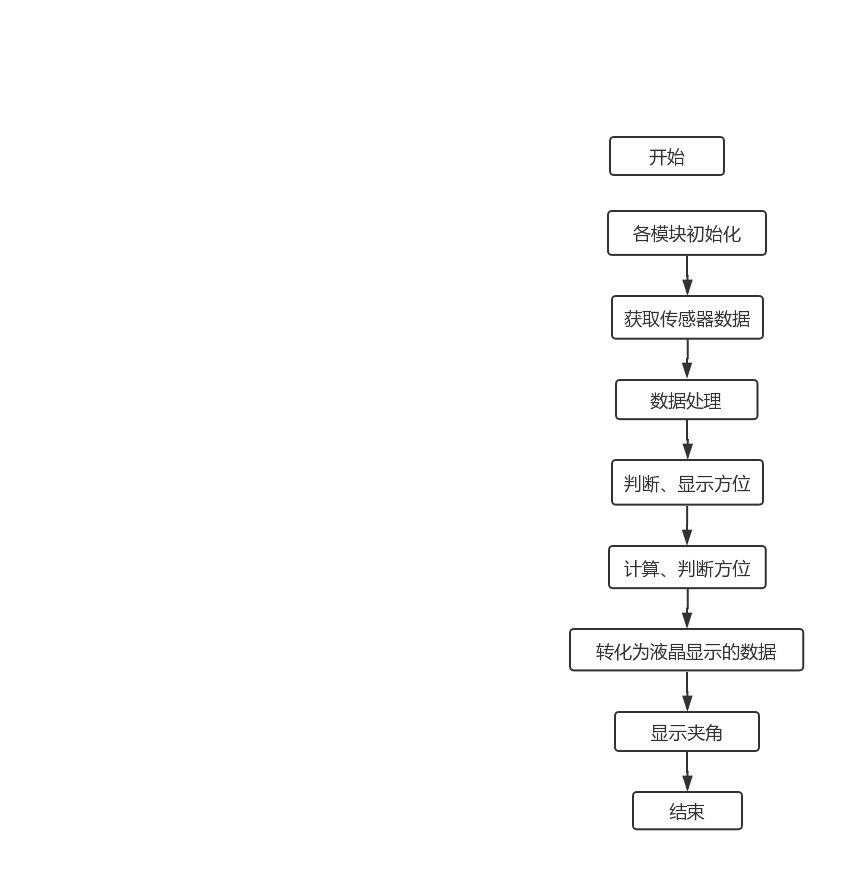 开始
各模块初始化
获取传感器数据
数据处理
判断、显示方位
计算、判断方位
转化为液晶显示的数据
显示夹角
结束